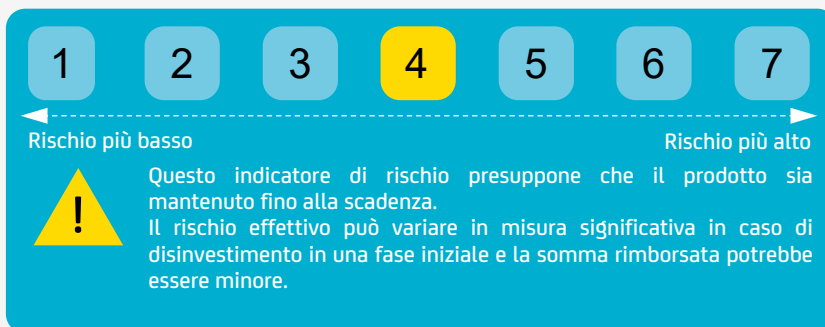 1 2 3 4 5 6 7
Rischio più basso Rischio più alto
Questo indicatore di rischio presuppone che il prodotto sia
mantenuto fino alla scadenza.
Il rischio effettivo può variare in misura significativa in caso di
disinvestimento in una fase iniziale e la somma rimborsata potrebbe
essere minore.
!